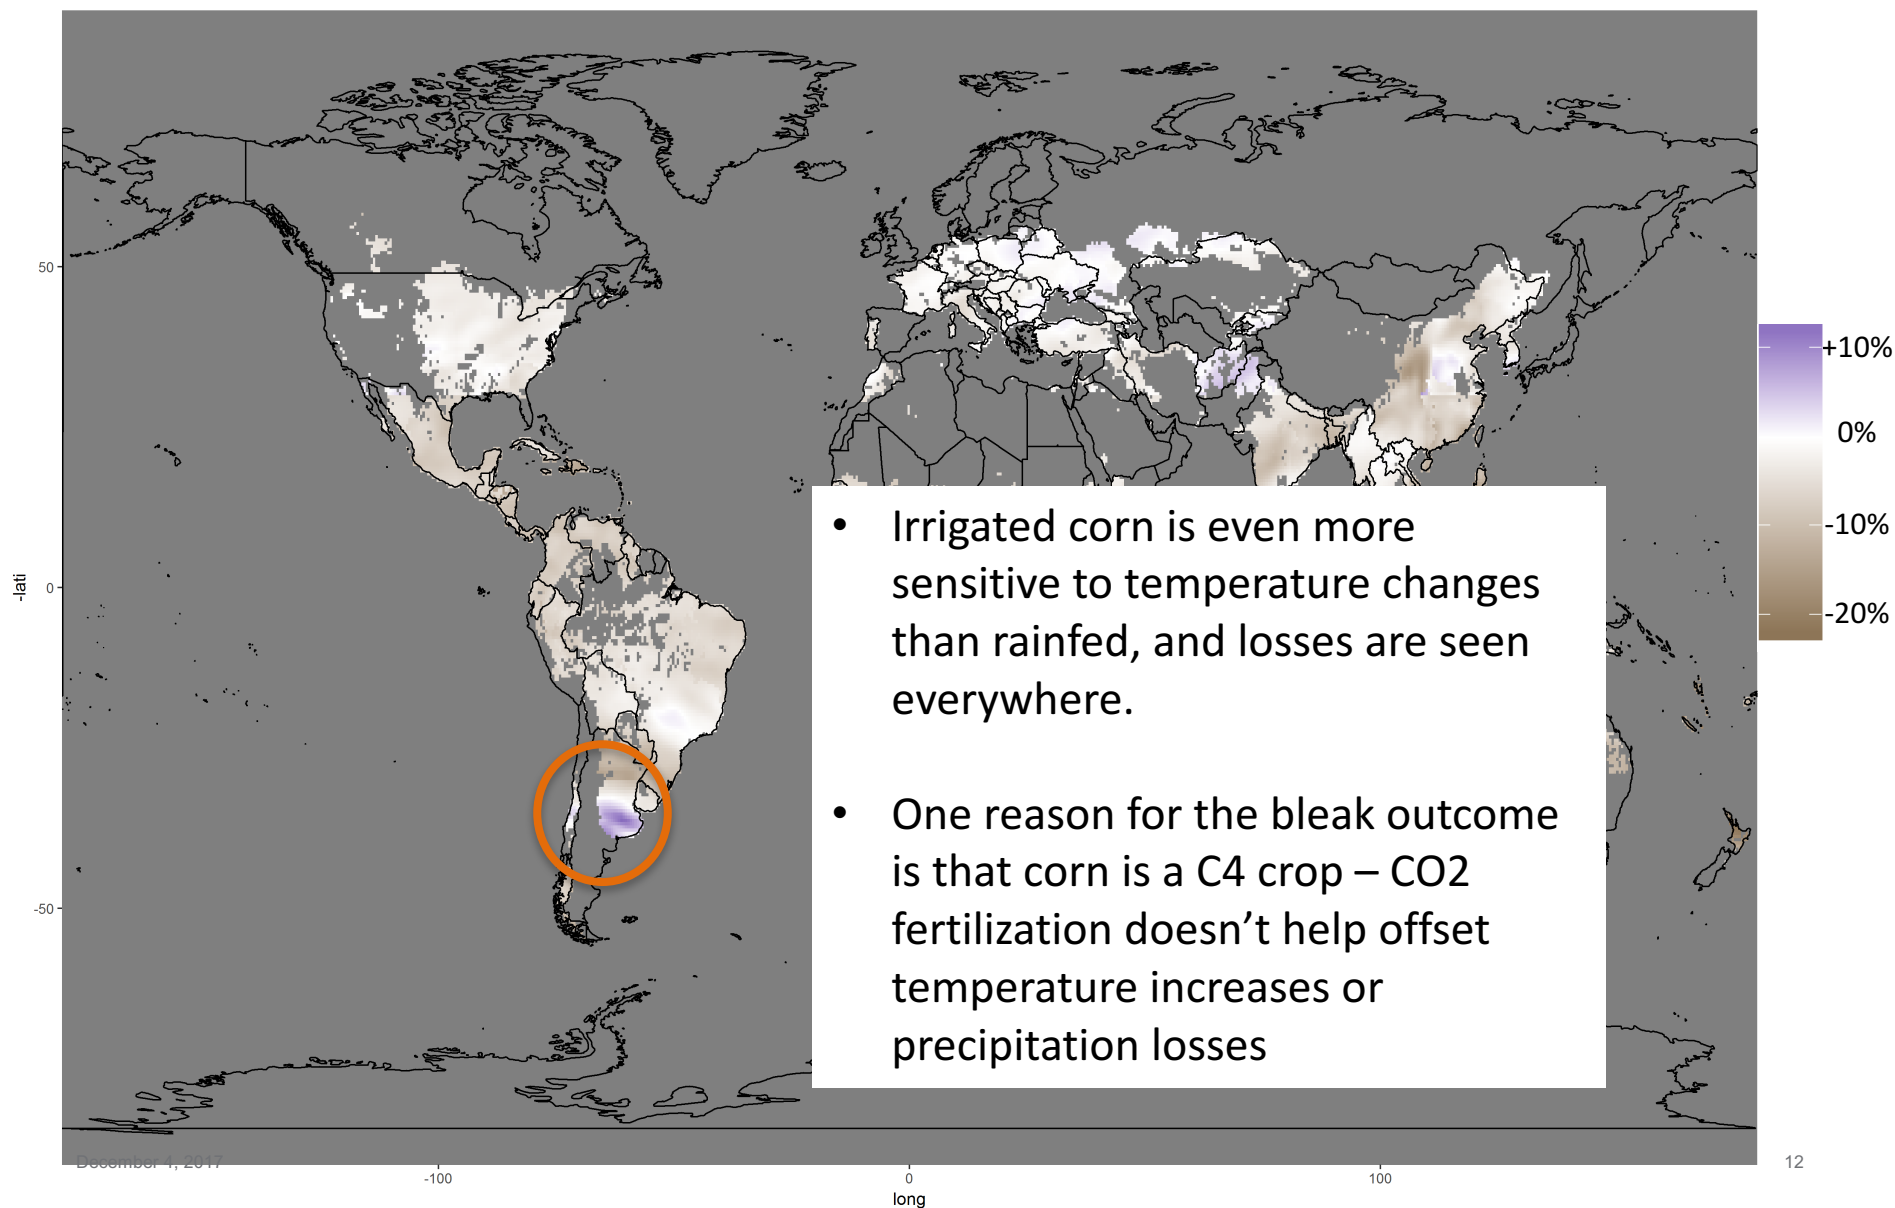 50
0
-50
-lati
-100
0
100
long
+10%
0%
-10%
-20%
• Irrigated corn is even more
sensitive to temperature changes
than rainfed, and losses are seen
everywhere.
• One reason for the bleak outcome
is that corn is a C4 crop – CO2
fertilization doesn’t help offset
temperature increases or
precipitation losses
December 4, 2017
12